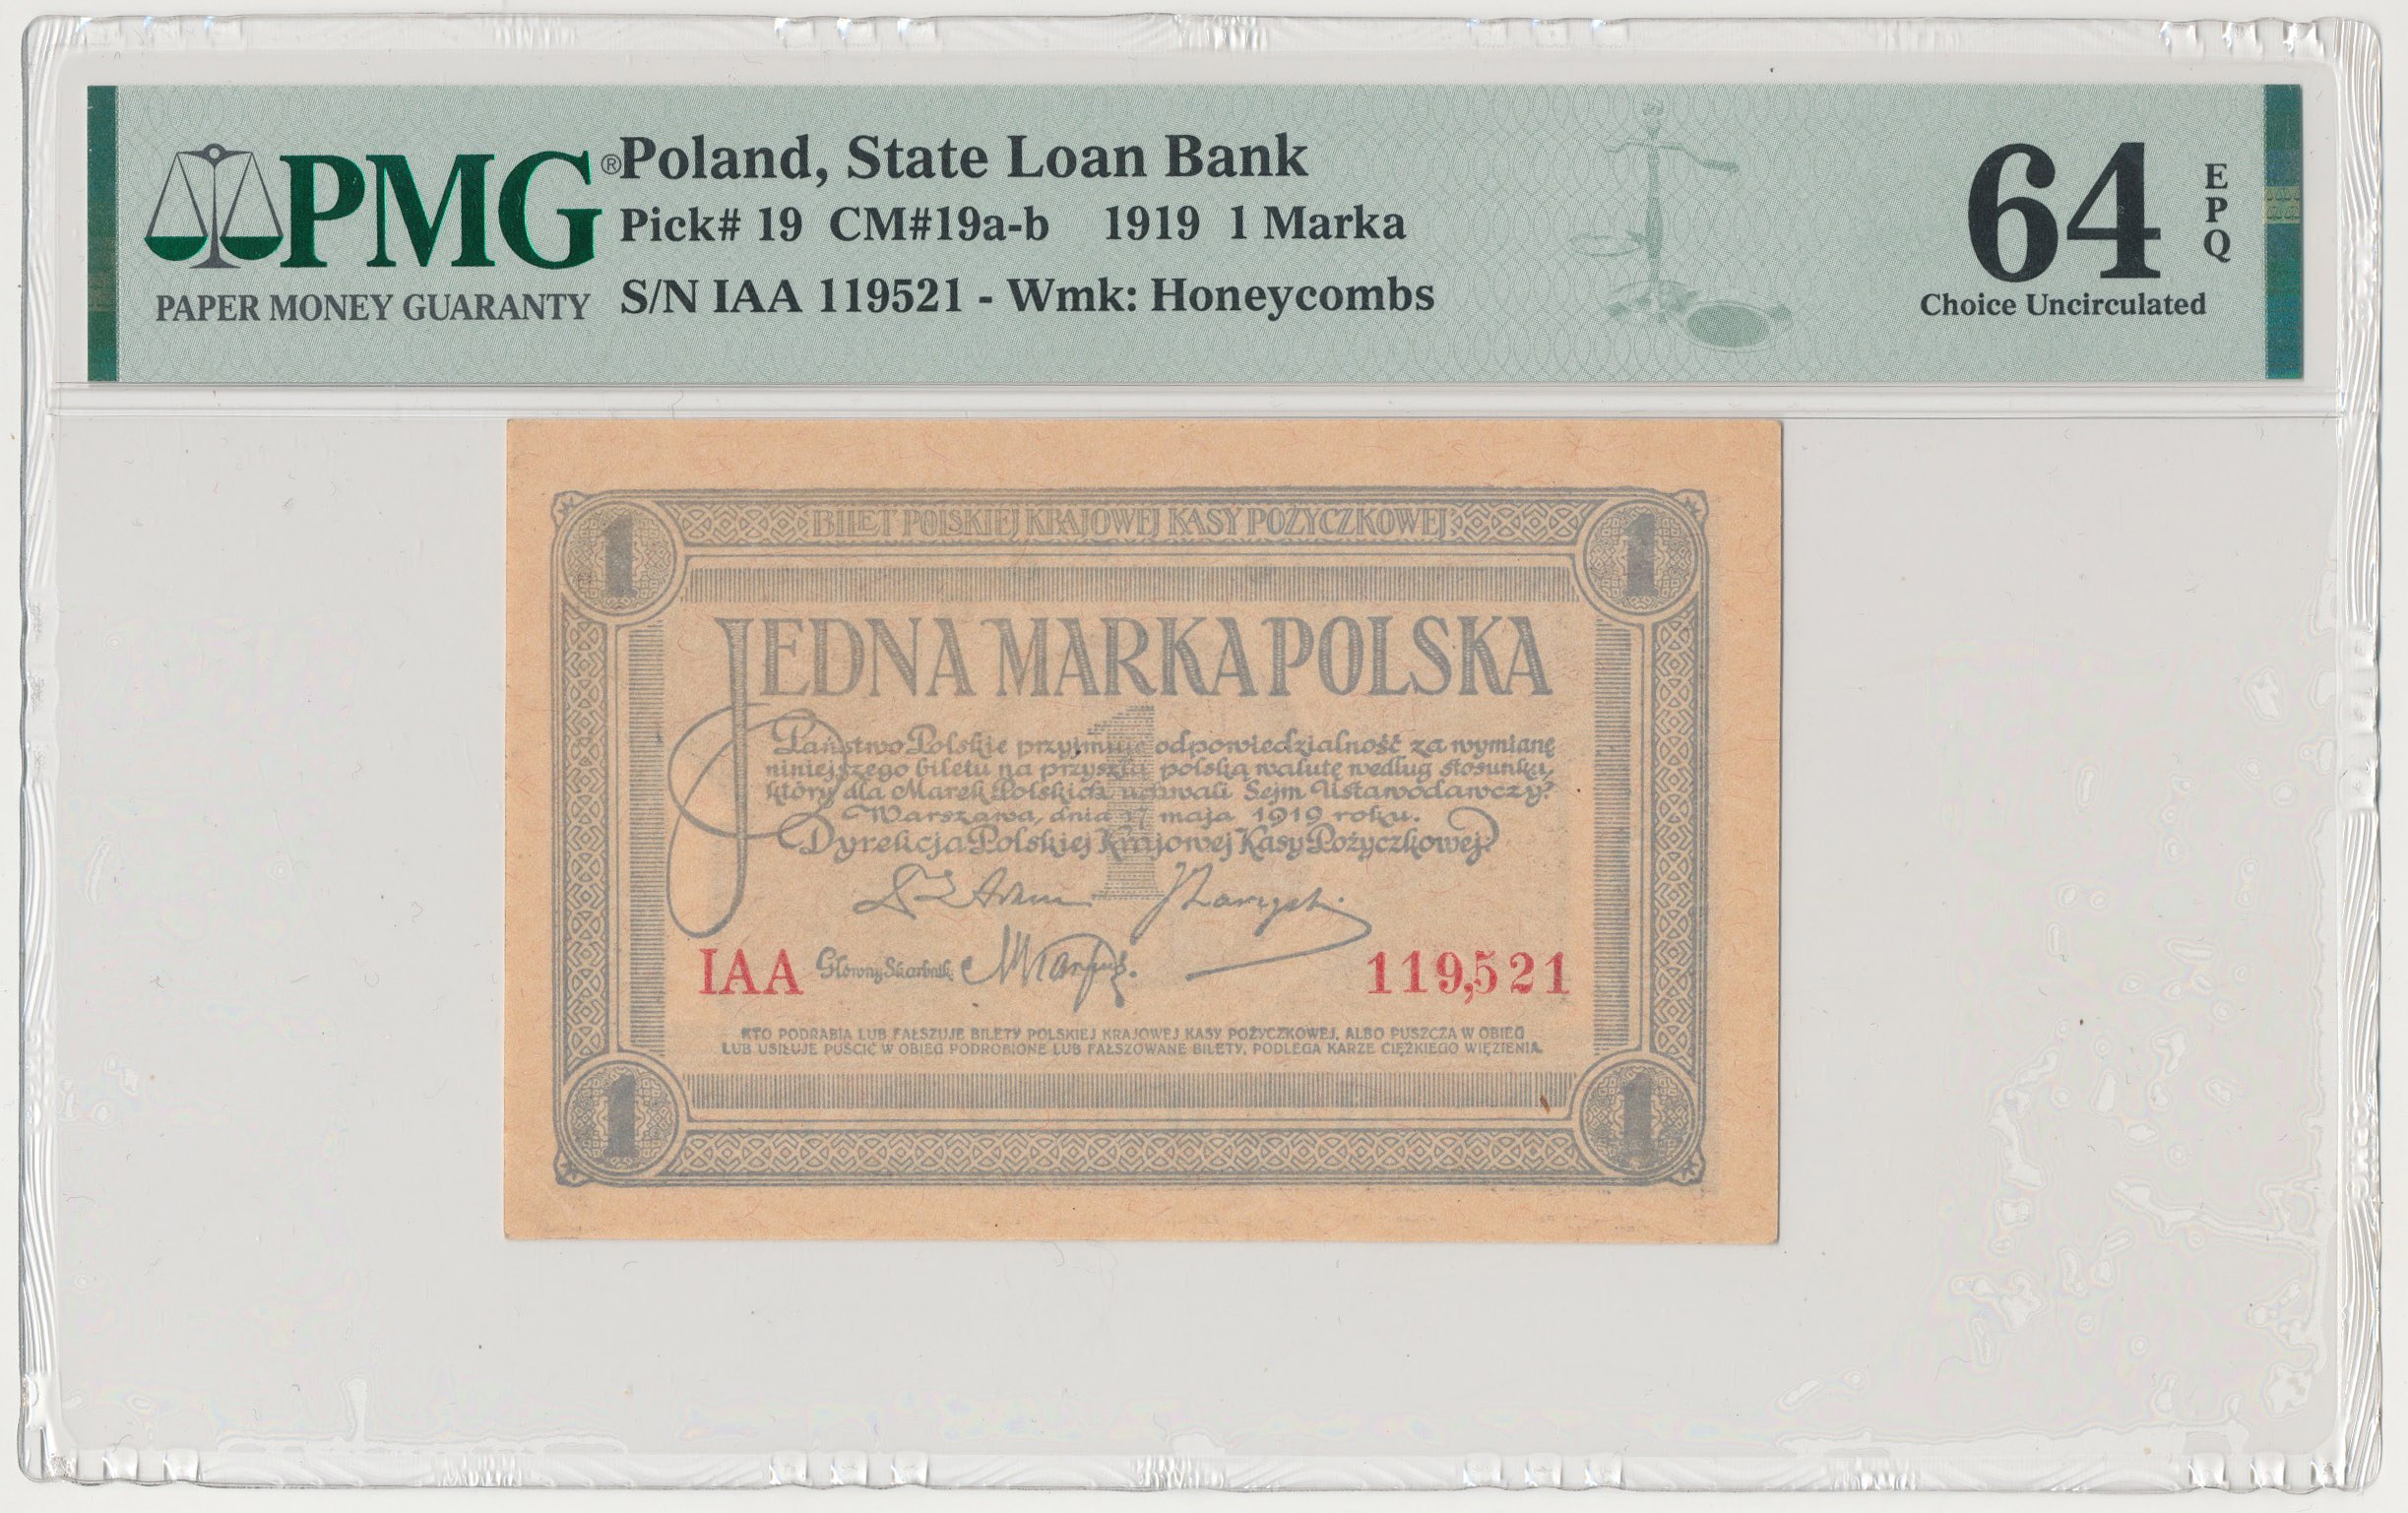 PMG®
PAPER MONEY GUARANTY
Poland, State Loan Bank
Pick# 19 CM#19a-b 1919 1 Marka
S/N IAA 119521 - Wmk: Honeycombs
64
EPQ
Choice Uncirculated
1 BILET POLSKIEJ KRAJOWEJ KASY POŻYCZKOWEJ 1
JEDNA MARKA POLSKA
1
Państwo Polskie przyjmuje odpowiedzialność za wymianę
niniejszego biletu na przyszłą polską walutę według stosunku,
który dla Marek Polskich uchwali Sejm Ustawodawczy.
Warszawa, dnia 17 maja 1919 roku.
Dyrekcja Polskiej Krajowej Kasy Pożyczkowej
IAA Główny Skarbnik: 119,521
KTO PODRABIA LUB FAŁSZUJE BILETY POLSKIEJ KRAJOWEJ KASY POŻYCZKOWEJ, ALBO PUSZCZA W OBIEG
LUB USIŁUJE PUŚCIĆ W OBIEG PODROBIONE LUB FAŁSZOWANE BILETY, PODLEGA KARZE CIĘŻKIEGO WIĘZIENIA.
1 1